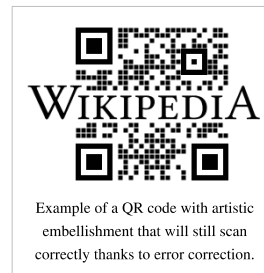 WIKIPEDIA
Example of a QR code with artistic
embellishment that will still scan
correctly thanks to error correction.